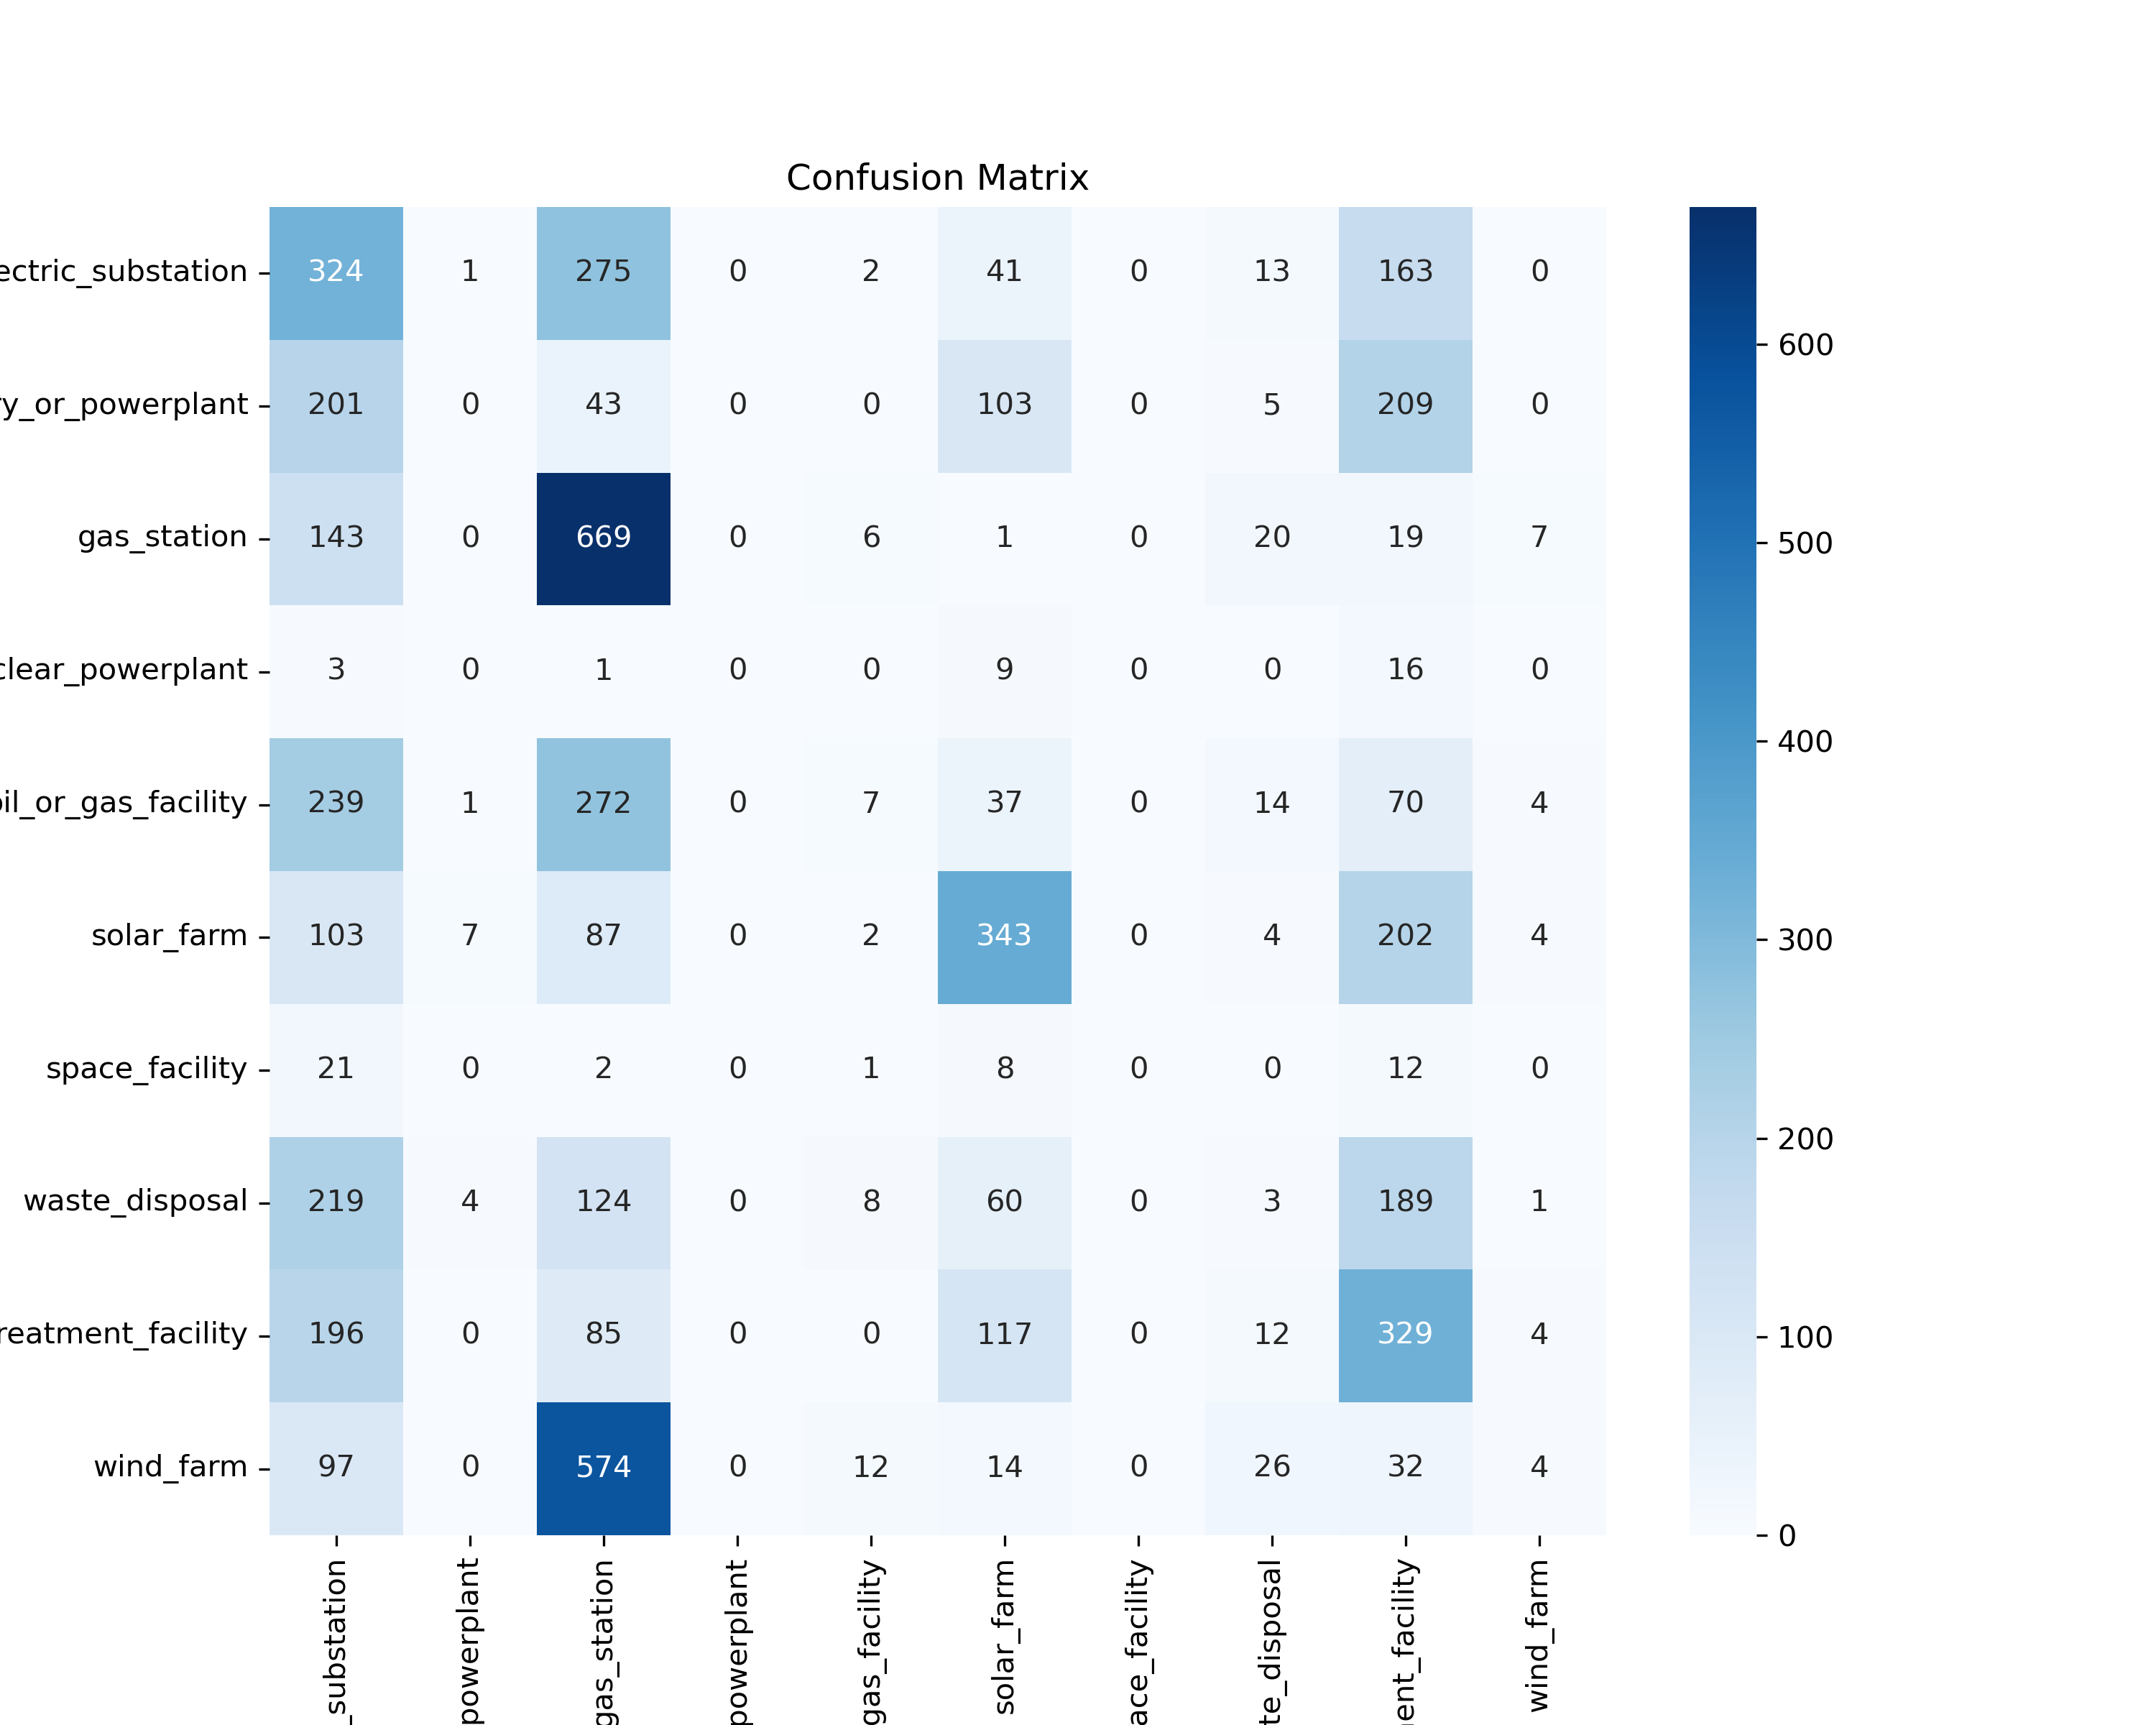 Confusion Matrix
ectric_substation 324 1 275 0 2 41 0 13 163 0
ry_or_powerplant 201 0 43 0 0 103 0 5 209 0
gas_station 143 0 669 0 6 1 0 20 19 7
clear_powerplant 3 0 1 0 0 9 0 0 16 0
oil_or_gas_facility 239 1 272 0 7 37 0 14 70 4
solar_farm 103 7 87 0 2 343 0 4 202 4
space_facility 21 0 2 0 1 8 0 0 12 0
waste_disposal 219 4 124 0 8 60 0 3 189 1
reatment_facility 196 0 85 0 0 117 0 12 329 4
wind_farm 97 0 574 0 12 14 0 26 32 4
_substation
powerplant
gas_station
powerplant
gas_facility
solar_farm
ace_facility
te_disposal
ent_facility
wind_farm
600
500
400
300
200
100
0